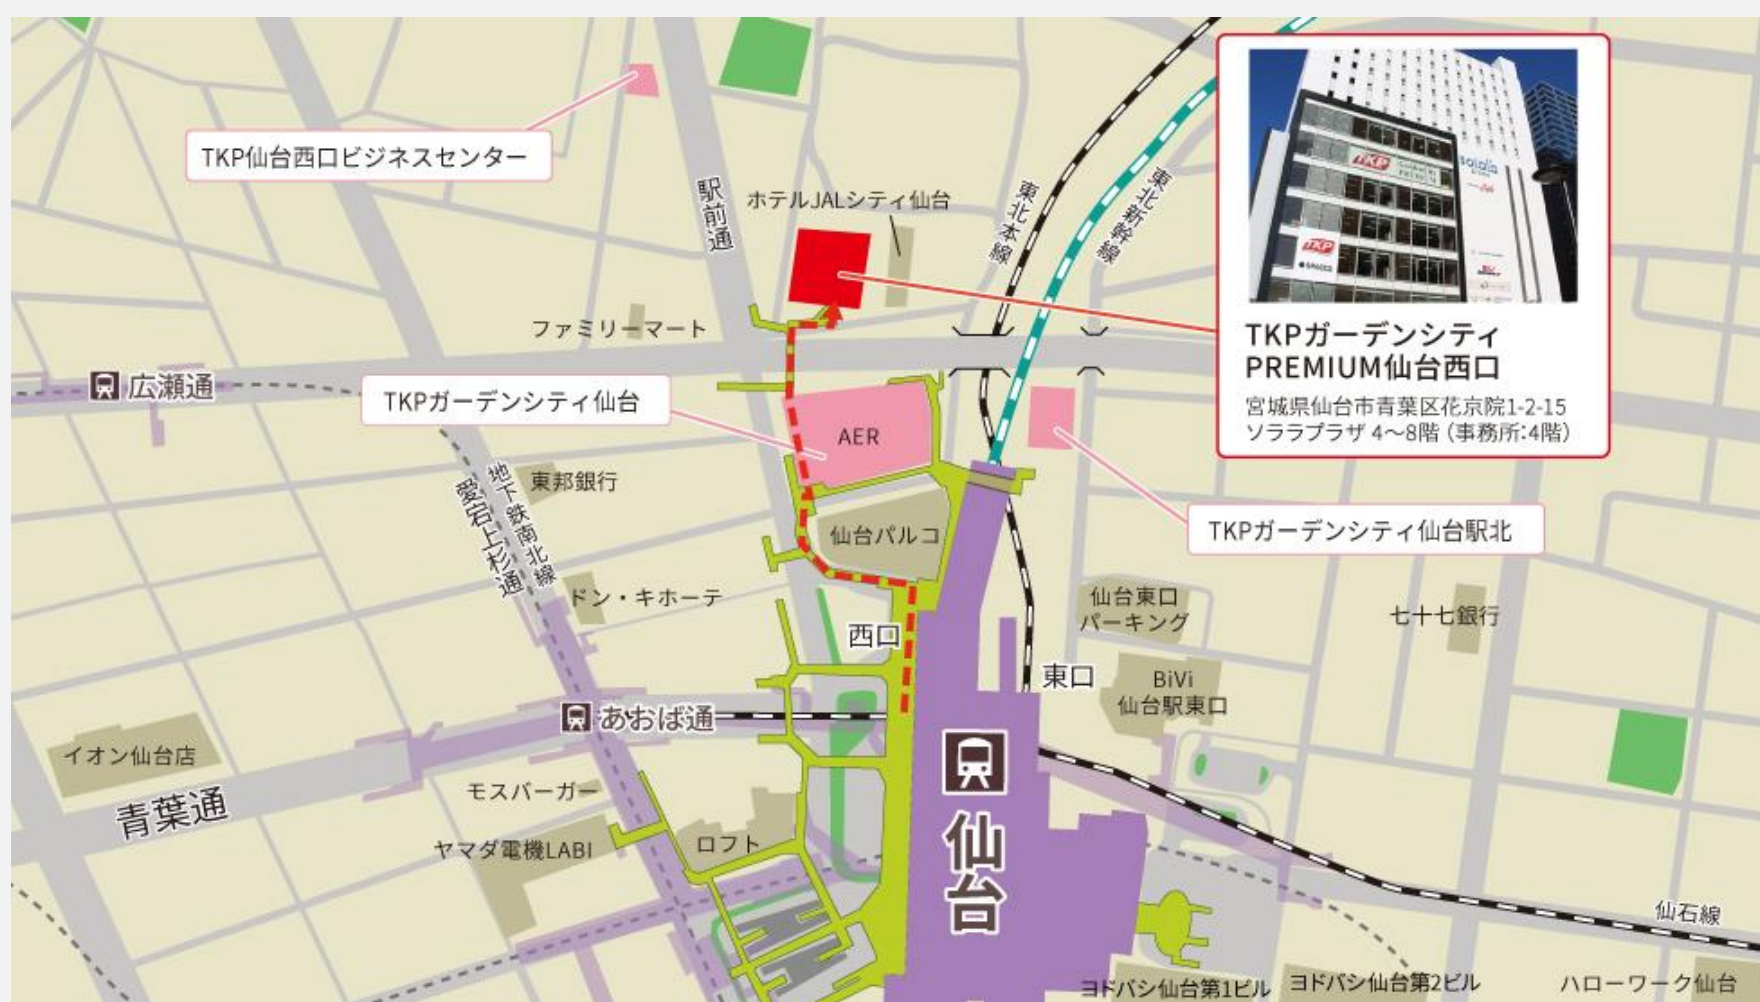 TKP仙台西口ビジネスセンター
駅前通
ホテルJALシティ仙台
東北本線
東北新幹線
TKP
TKP
TKPガーデンシティ
PREMIUM仙台西口
宮城県仙台市青葉区花京院1-2-15
ソララプラザ 4〜8階 (事務所:4階)
ファミリーマート
広瀬通
TKPガーデンシティ仙台
AER
地下鉄南北線
愛宕上杉通
東邦銀行
仙台パルコ
TKPガーデンシティ仙台駅北
ドン・キホーテ
西口
東口
仙台東口
パーキング
七十七銀行
BiVi
仙台駅東口
あおば通
イオン仙台店
青葉通
モスバーガー
ヤマダ電機LABI
ロフト
仙台
仙石線
ヨドバシ仙台第1ビル
ヨドバシ仙台第2ビル
ハローワーク仙台